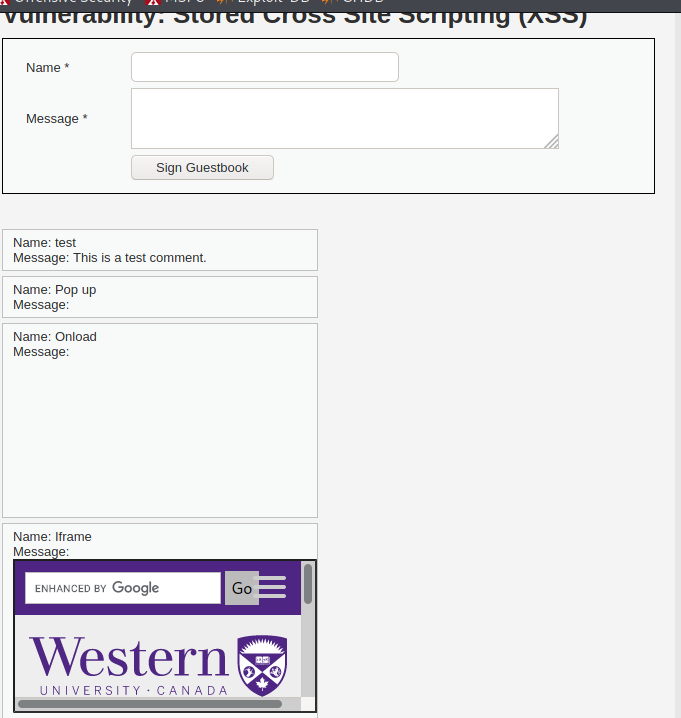 Offensive Security MSFU Exploit-DB GHDB
Vulnerability: Stored Cross Site Scripting (XSS)
Name *
Message *
Sign Guestbook
Name: test
Message: This is a test comment.
Name: Pop up
Message:
Name: Onload
Message:
Name: Iframe
Message:
ENHANCED BY Google Go
Western
UNIVERSITY · CANADA